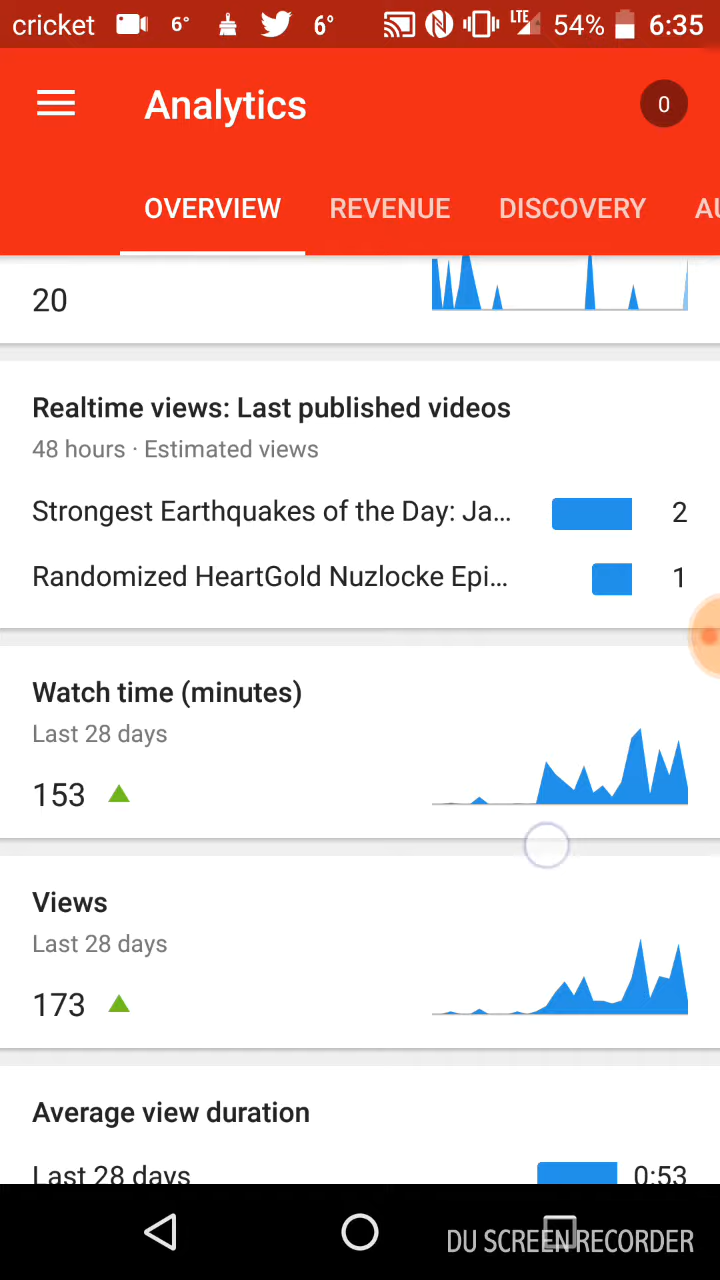 cricket 6° 6° LTE 54% 6:35
Analytics 0
OVERVIEW REVENUE DISCOVERY AU
20
Realtime views: Last published videos
48 hours · Estimated views
Strongest Earthquakes of the Day: Ja... 2
Randomized HeartGold Nuzlocke Epi... 1
Watch time (minutes)
Last 28 days
153
Views
Last 28 days
173
Average view duration
Last 28 days 0:53
DU SCREEN RECORDER